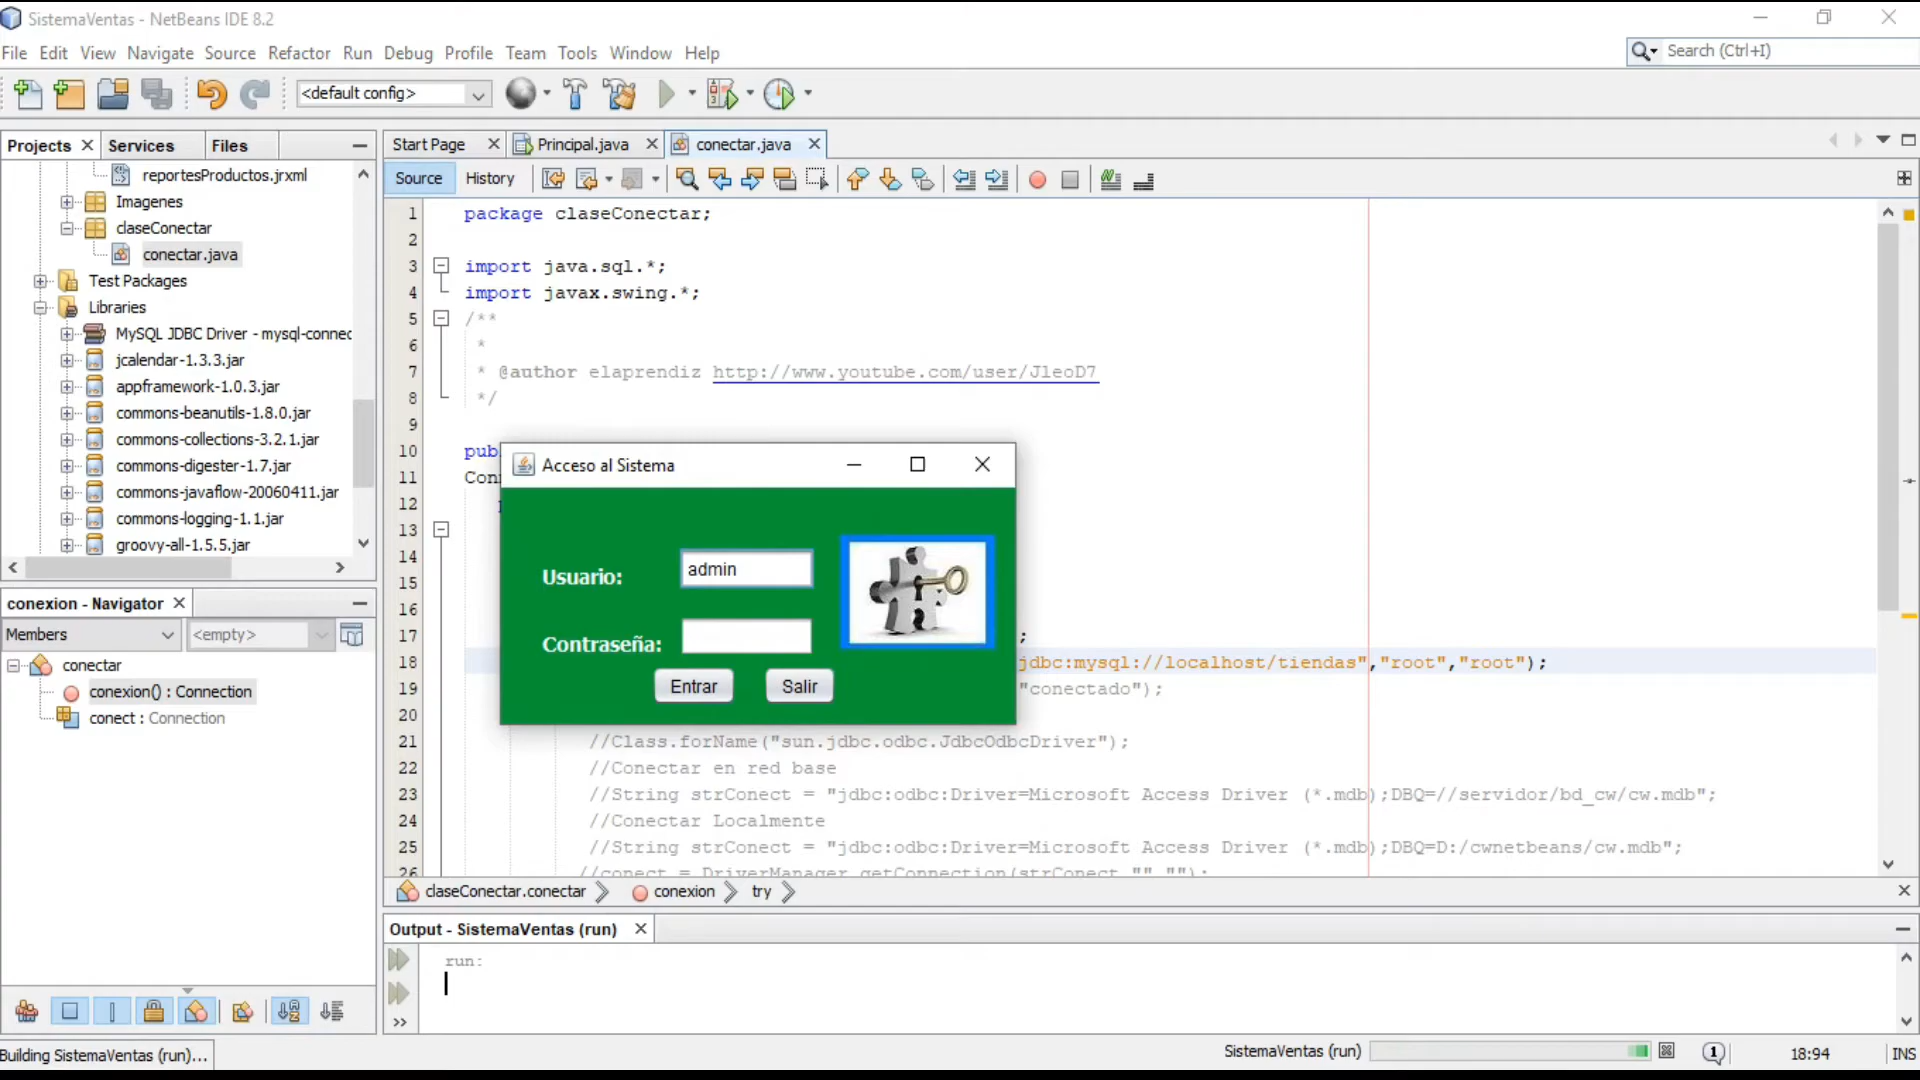 SistemaVentas - NetBeans IDE 8.2
File Edit View Navigate Source Refactor Run Debug Profile Team Tools Window Help
Search (Ctrl+I)
<default config>
Projects Services Files
reportesProductos.jrxml
Imagenes
claseConectar
conectar.java
Test Packages
Libraries
MySQL JDBC Driver - mysql-connec
jcalendar-1.3.3.jar
appframework-1.0.3.jar
commons-beanutils-1.8.0.jar
commons-collections-3.2.1.jar
commons-digester-1.7.jar
commons-javaflow-20060411.jar
commons-logging-1.1.jar
groovy-all-1.5.5.jar
conexion - Navigator
Members <empty>
conectar
conexion() : Connection
conect : Connection
Building SistemaVentas (run)...
Start Page Principal.java conectar.java
Source History
1 package claseConectar;
2
3 import java.sql.*;
4 import javax.swing.*;
5 /**
6 *
7 * @author elaprendiz http://www.youtube.com/user/JleoD7
8 */
9
10 pub
11 Con
12
13
14
15
16
17 ;
18 jdbc:mysql://localhost/tiendas","root","root");
19 "conectado");
20
21 //Class.forName("sun.jdbc.odbc.JdbcOdbcDriver");
22 //Conectar en red base
23 //String strConect = "jdbc:odbc:Driver=Microsoft Access Driver (*.mdb);DBQ=//servidor/bd_cw/cw.mdb";
24 //Conectar Localmente
25 //String strConect = "jdbc:odbc:Driver=Microsoft Access Driver (*.mdb);DBQ=D:/cwnetbeans/cw.mdb";
26 //conect = DriverManager.getConnection(strConect,"","");
Acceso al Sistema
Usuario: admin
Contraseña:
Entrar Salir
claseConectar.conectar conexion try
Output - SistemaVentas (run)
run:
SistemaVentas (run) 1 18:94 INS